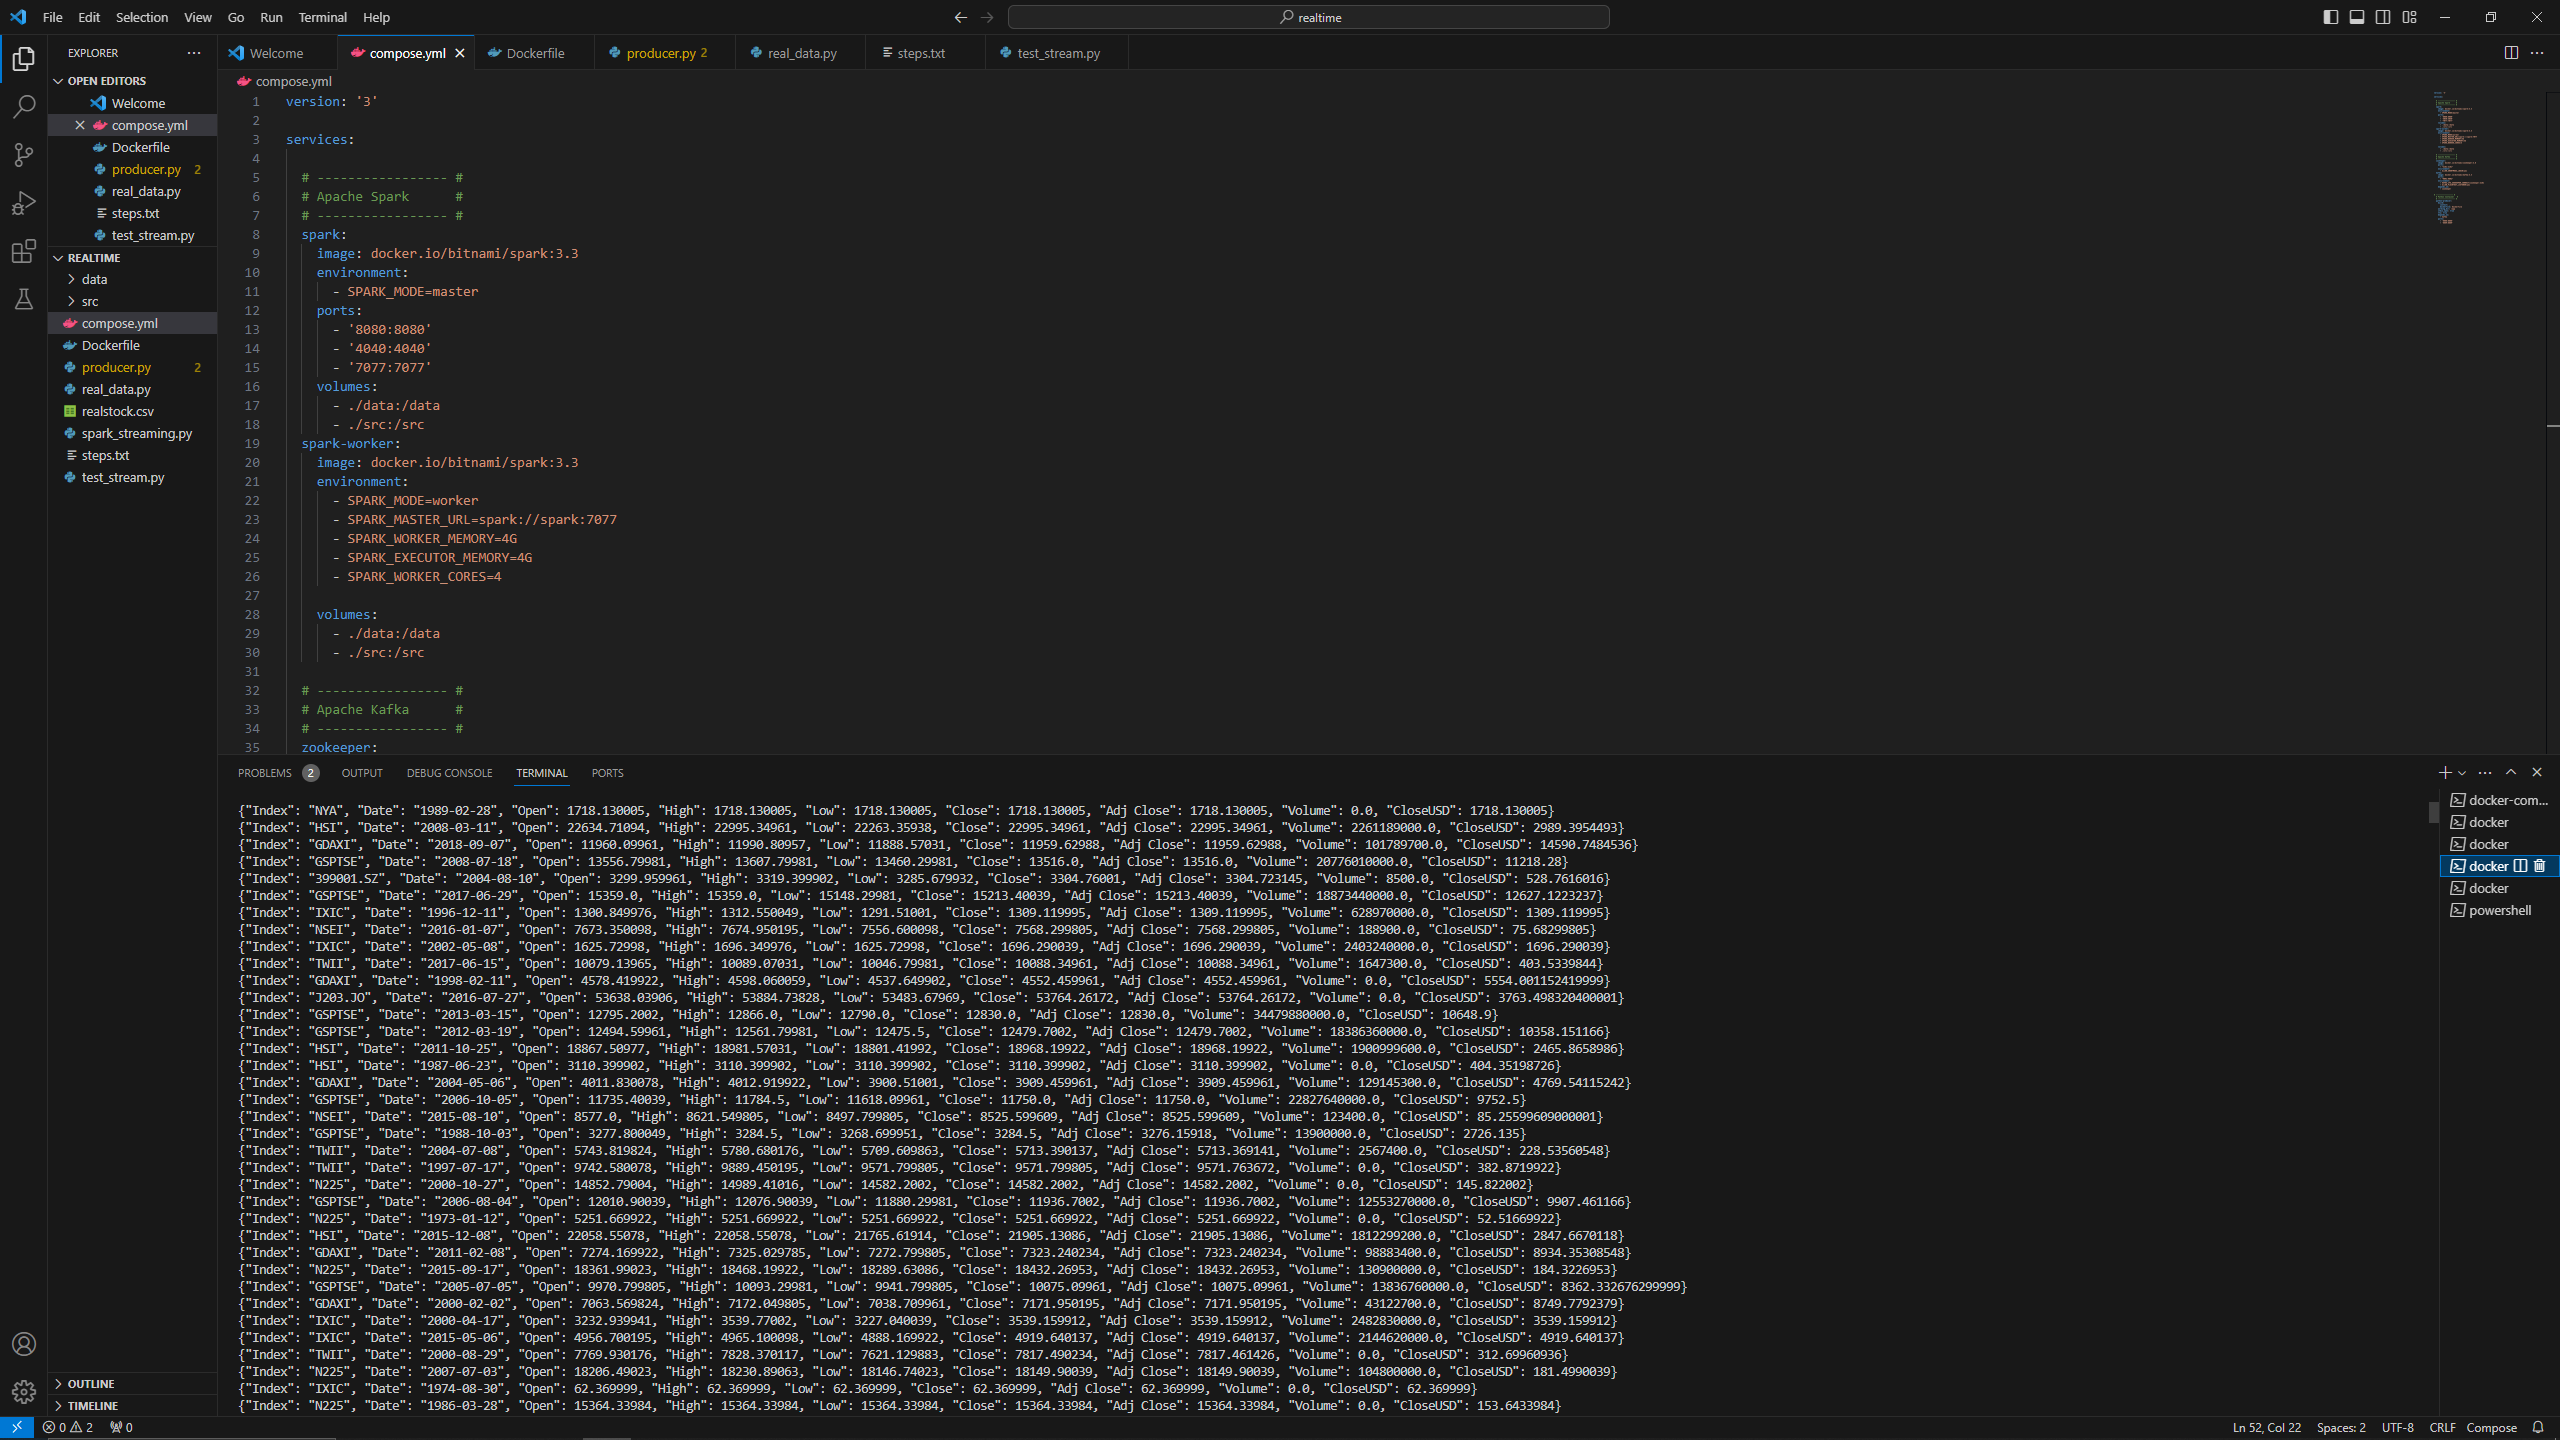 File Edit Selection View Go Run Terminal Help
realtime
EXPLORER
OPEN EDITORS
Welcome
compose.yml
Dockerfile
producer.py 2
real_data.py
steps.txt
test_stream.py
REALTIME
data
src
compose.yml
Dockerfile
producer.py 2
real_data.py
realstock.csv
spark_streaming.py
steps.txt
test_stream.py
OUTLINE
TIMELINE
Welcome compose.yml Dockerfile producer.py 2 real_data.py steps.txt test_stream.py
compose.yml
1 version: '3'
2
3 services:
4
5 # ----------------- #
6 # Apache Spark #
7 # ----------------- #
8 spark:
9 image: docker.io/bitnami/spark:3.3
10 environment:
11 - SPARK_MODE=master
12 ports:
13 - '8080:8080'
14 - '4040:4040'
15 - '7077:7077'
16 volumes:
17 - ./data:/data
18 - ./src:/src
19 spark-worker:
20 image: docker.io/bitnami/spark:3.3
21 environment:
22 - SPARK_MODE=worker
23 - SPARK_MASTER_URL=spark://spark:7077
24 - SPARK_WORKER_MEMORY=4G
25 - SPARK_EXECUTOR_MEMORY=4G
26 - SPARK_WORKER_CORES=4
27
28 volumes:
29 - ./data:/data
30 - ./src:/src
31
32 # ----------------- #
33 # Apache Kafka #
34 # ----------------- #
35 zookeeper:
PROBLEMS 2 OUTPUT DEBUG CONSOLE TERMINAL PORTS
{"Index": "NYA", "Date": "1989-02-28", "Open": 1718.130005, "High": 1718.130005, "Low": 1718.130005, "Close": 1718.130005, "Adj Close": 1718.130005, "Volume": 0.0, "CloseUSD": 1718.130005}
{"Index": "HSI", "Date": "2008-03-11", "Open": 22634.71094, "High": 22995.34961, "Low": 22263.35938, "Close": 22995.34961, "Adj Close": 22995.34961, "Volume": 2261189000.0, "CloseUSD": 2989.3954493}
{"Index": "GDAXI", "Date": "2018-09-07", "Open": 11960.09961, "High": 11990.80957, "Low": 11888.57031, "Close": 11959.62988, "Adj Close": 11959.62988, "Volume": 101789700.0, "CloseUSD": 14590.7484536}
{"Index": "GSPTSE", "Date": "2008-07-18", "Open": 13556.79981, "High": 13607.79981, "Low": 13460.29981, "Close": 13516.0, "Adj Close": 13516.0, "Volume": 20776010000.0, "CloseUSD": 11218.28}
{"Index": "399001.SZ", "Date": "2004-08-10", "Open": 3299.959961, "High": 3319.399902, "Low": 3285.679932, "Close": 3304.76001, "Adj Close": 3304.723145, "Volume": 8500.0, "CloseUSD": 528.7616016}
{"Index": "GSPTSE", "Date": "2017-06-29", "Open": 15359.0, "High": 15359.0, "Low": 15148.29981, "Close": 15213.40039, "Adj Close": 15213.40039, "Volume": 18873440000.0, "CloseUSD": 12627.1223237}
{"Index": "IXIC", "Date": "1996-12-11", "Open": 1300.849976, "High": 1312.550049, "Low": 1291.51001, "Close": 1309.119995, "Adj Close": 1309.119995, "Volume": 628970000.0, "CloseUSD": 1309.119995}
{"Index": "NSEI", "Date": "2016-01-07", "Open": 7673.350098, "High": 7674.950195, "Low": 7556.600098, "Close": 7568.299805, "Adj Close": 7568.299805, "Volume": 188900.0, "CloseUSD": 75.68299805}
{"Index": "IXIC", "Date": "2002-05-08", "Open": 1625.72998, "High": 1696.349976, "Low": 1625.72998, "Close": 1696.290039, "Adj Close": 1696.290039, "Volume": 2403240000.0, "CloseUSD": 1696.290039}
{"Index": "TWII", "Date": "2017-06-15", "Open": 10079.13965, "High": 10089.07031, "Low": 10046.79981, "Close": 10088.34961, "Adj Close": 10088.34961, "Volume": 1647300.0, "CloseUSD": 403.5339844}
{"Index": "GDAXI", "Date": "1998-02-11", "Open": 4578.419922, "High": 4598.060059, "Low": 4537.649902, "Close": 4552.459961, "Adj Close": 4552.459961, "Volume": 0.0, "CloseUSD": 5554.001152419999}
{"Index": "J203.JO", "Date": "2016-07-27", "Open": 53638.03906, "High": 53884.73828, "Low": 53483.67969, "Close": 53764.26172, "Adj Close": 53764.26172, "Volume": 0.0, "CloseUSD": 3763.498320400001}
{"Index": "GSPTSE", "Date": "2013-03-15", "Open": 12795.2002, "High": 12866.0, "Low": 12790.0, "Close": 12830.0, "Adj Close": 12830.0, "Volume": 34479880000.0, "CloseUSD": 10648.9}
{"Index": "GSPTSE", "Date": "2012-03-19", "Open": 12494.59961, "High": 12561.79981, "Low": 12475.5, "Close": 12479.7002, "Adj Close": 12479.7002, "Volume": 18386360000.0, "CloseUSD": 10358.151166}
{"Index": "HSI", "Date": "2011-10-25", "Open": 18867.50977, "High": 18981.57031, "Low": 18801.41992, "Close": 18968.19922, "Adj Close": 18968.19922, "Volume": 1900999600.0, "CloseUSD": 2465.8658986}
{"Index": "HSI", "Date": "1987-06-23", "Open": 3110.399902, "High": 3110.399902, "Low": 3110.399902, "Close": 3110.399902, "Adj Close": 3110.399902, "Volume": 0.0, "CloseUSD": 404.35198726}
{"Index": "GDAXI", "Date": "2004-05-06", "Open": 4011.830078, "High": 4012.919922, "Low": 3900.51001, "Close": 3909.459961, "Adj Close": 3909.459961, "Volume": 129145300.0, "CloseUSD": 4769.54115242}
{"Index": "GSPTSE", "Date": "2006-10-05", "Open": 11735.40039, "High": 11784.5, "Low": 11618.09961, "Close": 11750.0, "Adj Close": 11750.0, "Volume": 22827640000.0, "CloseUSD": 9752.5}
{"Index": "NSEI", "Date": "2015-08-10", "Open": 8577.0, "High": 8621.549805, "Low": 8497.799805, "Close": 8525.599609, "Adj Close": 8525.599609, "Volume": 123400.0, "CloseUSD": 85.25599609000001}
{"Index": "GSPTSE", "Date": "1988-10-03", "Open": 3277.800049, "High": 3284.5, "Low": 3268.699951, "Close": 3284.5, "Adj Close": 3276.15918, "Volume": 13900000.0, "CloseUSD": 2726.135}
{"Index": "TWII", "Date": "2004-07-08", "Open": 5743.819824, "High": 5780.680176, "Low": 5709.609863, "Close": 5713.390137, "Adj Close": 5713.369141, "Volume": 2567400.0, "CloseUSD": 228.53560548}
{"Index": "TWII", "Date": "1997-07-17", "Open": 9742.580078, "High": 9889.450195, "Low": 9571.799805, "Close": 9571.799805, "Adj Close": 9571.763672, "Volume": 0.0, "CloseUSD": 382.8719922}
{"Index": "N225", "Date": "2000-10-27", "Open": 14852.79004, "High": 14989.41016, "Low": 14582.2002, "Close": 14582.2002, "Adj Close": 14582.2002, "Volume": 0.0, "CloseUSD": 145.822002}
{"Index": "GSPTSE", "Date": "2006-08-04", "Open": 12010.90039, "High": 12076.90039, "Low": 11880.29981, "Close": 11936.7002, "Adj Close": 11936.7002, "Volume": 12553270000.0, "CloseUSD": 9907.461166}
{"Index": "N225", "Date": "1973-01-12", "Open": 5251.669922, "High": 5251.669922, "Low": 5251.669922, "Close": 5251.669922, "Adj Close": 5251.669922, "Volume": 0.0, "CloseUSD": 52.51669922}
{"Index": "HSI", "Date": "2015-12-08", "Open": 22058.55078, "High": 22058.55078, "Low": 21765.61914, "Close": 21905.13086, "Adj Close": 21905.13086, "Volume": 1812299200.0, "CloseUSD": 2847.6670118}
{"Index": "GDAXI", "Date": "2011-02-08", "Open": 7274.169922, "High": 7325.029785, "Low": 7272.799805, "Close": 7323.240234, "Adj Close": 7323.240234, "Volume": 98883400.0, "CloseUSD": 8934.35308548}
{"Index": "N225", "Date": "2015-09-17", "Open": 18361.99023, "High": 18468.19922, "Low": 18289.63086, "Close": 18432.26953, "Adj Close": 18432.26953, "Volume": 130900000.0, "CloseUSD": 184.3226953}
{"Index": "GSPTSE", "Date": "2005-07-05", "Open": 9970.799805, "High": 10093.29981, "Low": 9941.799805, "Close": 10075.09961, "Adj Close": 10075.09961, "Volume": 13836760000.0, "CloseUSD": 8362.332676299999}
{"Index": "GDAXI", "Date": "2000-02-02", "Open": 7063.569824, "High": 7172.049805, "Low": 7038.709961, "Close": 7171.950195, "Adj Close": 7171.950195, "Volume": 43122700.0, "CloseUSD": 8749.7792379}
{"Index": "IXIC", "Date": "2000-04-17", "Open": 3232.939941, "High": 3539.77002, "Low": 3227.040039, "Close": 3539.159912, "Adj Close": 3539.159912, "Volume": 2482830000.0, "CloseUSD": 3539.159912}
{"Index": "IXIC", "Date": "2015-05-06", "Open": 4956.700195, "High": 4965.100098, "Low": 4888.169922, "Close": 4919.640137, "Adj Close": 4919.640137, "Volume": 2144620000.0, "CloseUSD": 4919.640137}
{"Index": "TWII", "Date": "2000-08-29", "Open": 7769.930176, "High": 7828.370117, "Low": 7621.129883, "Close": 7817.490234, "Adj Close": 7817.461426, "Volume": 0.0, "CloseUSD": 312.69960936}
{"Index": "N225", "Date": "2007-07-03", "Open": 18206.49023, "High": 18230.89063, "Low": 18146.74023, "Close": 18149.90039, "Adj Close": 18149.90039, "Volume": 104800000.0, "CloseUSD": 181.4990039}
{"Index": "IXIC", "Date": "1974-08-30", "Open": 62.369999, "High": 62.369999, "Low": 62.369999, "Close": 62.369999, "Adj Close": 62.369999, "Volume": 0.0, "CloseUSD": 62.369999}
{"Index": "N225", "Date": "1986-03-28", "Open": 15364.33984, "High": 15364.33984, "Low": 15364.33984, "Close": 15364.33984, "Adj Close": 15364.33984, "Volume": 0.0, "CloseUSD": 153.6433984}
docker-com...
docker
docker
docker
docker
powershell
0 2 0 Ln 52, Col 22 Spaces: 2 UTF-8 CRLF Compose